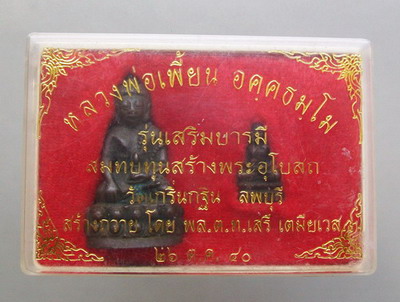 หลวงพ่อเพี้ยน อคฺคธมฺโม
รุ่นเสริมบารมี
สมทบทุนสร้างพระอุโบสถ
วัดเกริ่นกฐิน ลพบุรี
สร้างถวาย โดย พล.ต.ท.เสรี เตมียเวส
๒๖ ๕๐